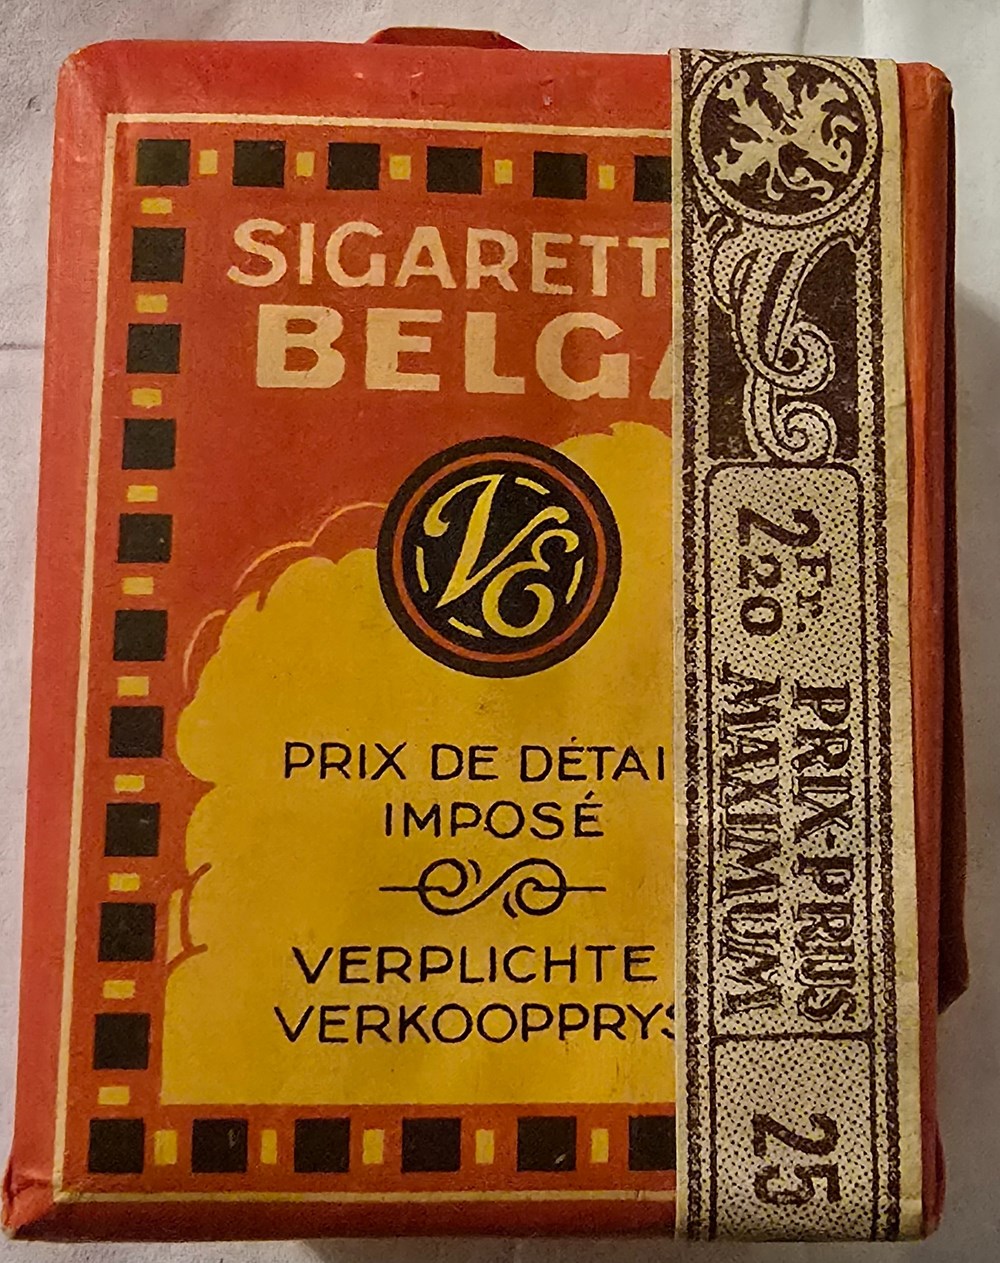 SIGARETT
BELGA
VE
PRIX DE DÉTAI
IMPOSÉ
VERPLICHTE
VERKOOPPRYS
2Fr. PRIX-PRIJS 25
220 MAXIMUM